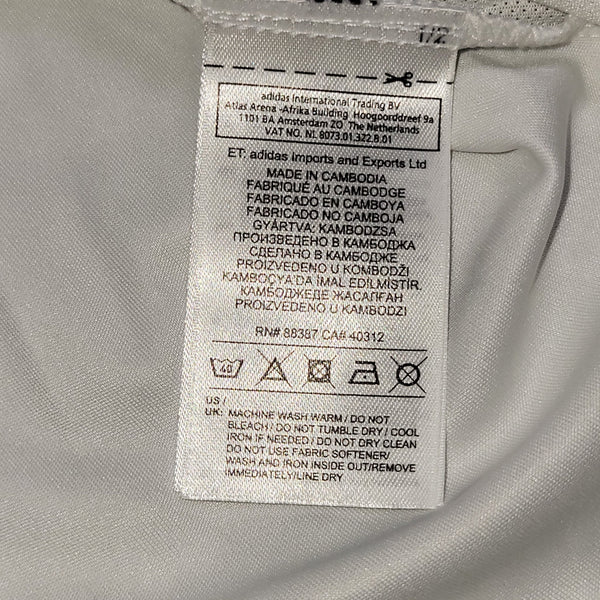 1/2
adidas International Trading BV
Atlas Arena -Afrika Building Hoogoorddreef 9a
1101 BA Amsterdam ZO The Netherlands
VAT NO. NL 8073.01.322.B.01
ET: adidas Imports and Exports Ltd
MADE IN CAMBODIA
FABRIQUÉ AU CAMBODGE
FABRICADO EN CAMBOYA
FABRICADO NO CAMBOJA
GYÁRTVA: KAMBODZSA
ПРОИЗВЕДЕНО В КАМБОДЖА
СДЕЛАНО В КАМБОДЖЕ
PROIZVEDENO U KOMBODŽI
KAMBOÇYA'DA İMAL EDİLMİŞTİR.
КАМБОДЖЕДЕ ЖАСАЛҒАН
PROIZVEDENO U KAMBODZI
RN# 88387 CA# 40312
40
US /
UK: MACHINE WASH WARM / DO NOT
BLEACH / DO NOT TUMBLE DRY / COOL
IRON IF NEEDED / DO NOT DRY CLEAN
DO NOT USE FABRIC SOFTENER/
WASH AND IRON INSIDE OUT/REMOVE
IMMEDIATELY/LINE DRY